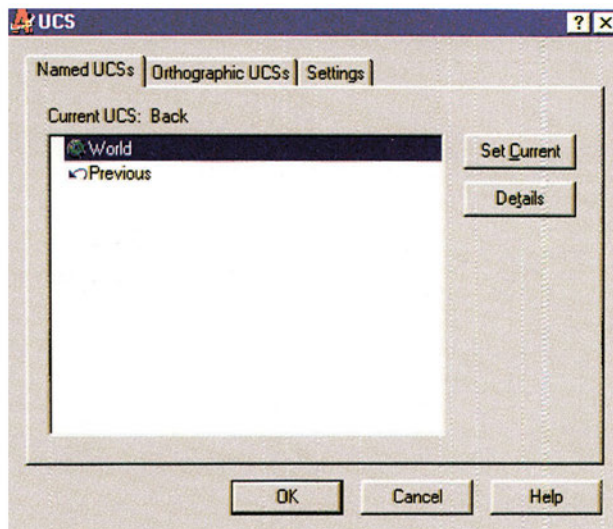 UCS
Named UCSs Orthographic UCSs Settings
Current UCS: Back
World
Previous
Set Current
Details
OK Cancel Help